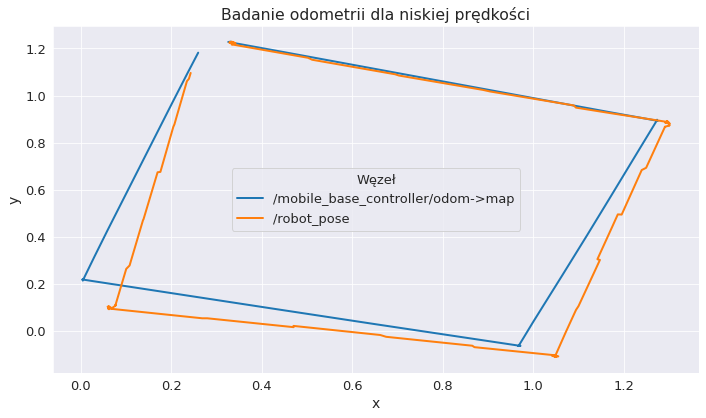 Badanie odometrii dla niskiej prędkości
1.2
1.0
0.8
0.6
0.4
0.2
0.0
y
Węzeł
/mobile_base_controller/odom->map
/robot_pose
0.0 0.2 0.4 0.6 0.8 1.0 1.2
x